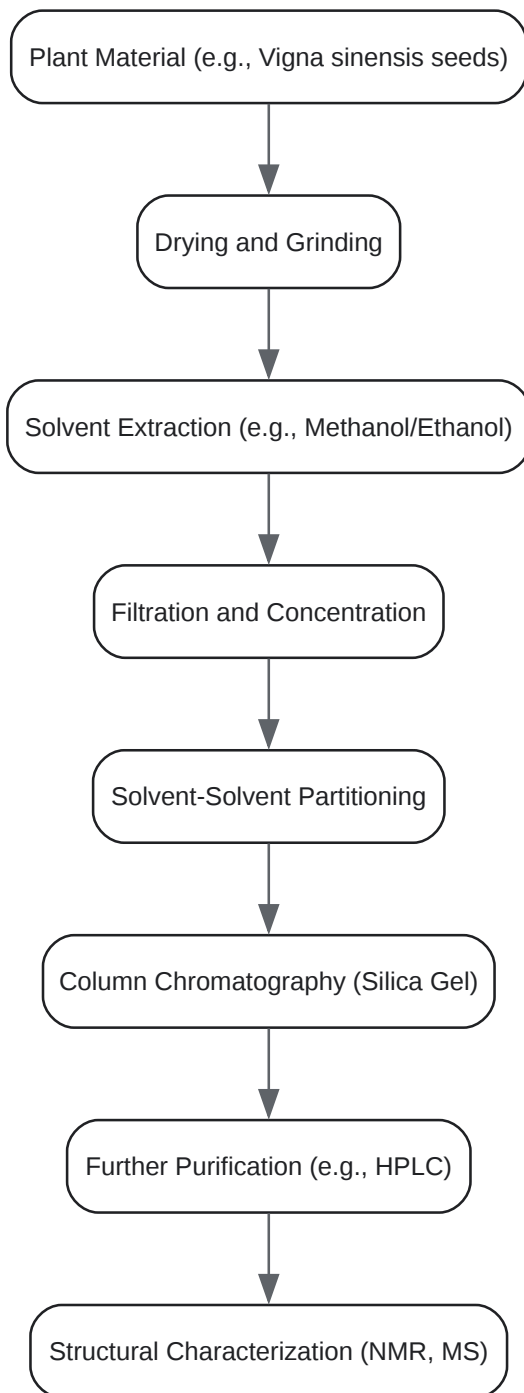 Plant Material (e.g., Vigna sinensis seeds)
Drying and Grinding
Solvent Extraction (e.g., Methanol/Ethanol)
Filtration and Concentration
Solvent-Solvent Partitioning
Column Chromatography (Silica Gel)
Further Purification (e.g., HPLC)
Structural Characterization (NMR, MS)